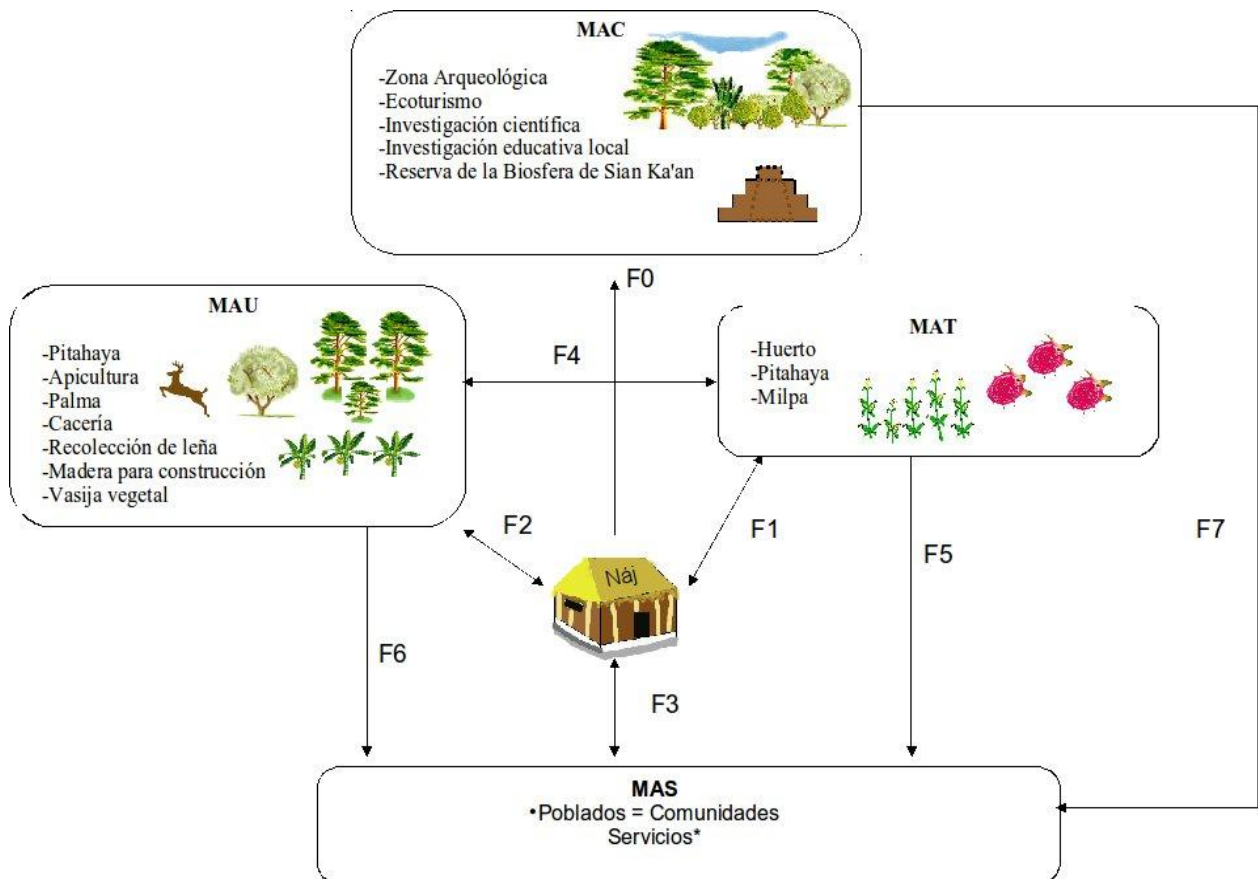 MAC
-Zona Arqueológica
-Ecoturismo
-Investigación científica
-Investigación educativa local
-Reserva de la Biosfera de Sian Ka'an
F0
MAU
-Pitahaya
-Apicultura
-Palma
-Cacería
-Recolección de leña
-Madera para construcción
-Vasija vegetal
F4
MAT
-Huerto
-Pitahaya
-Milpa
F2
F1
F5
F7
Náj
F6
F3
MAS
•Poblados = Comunidades
Servicios*